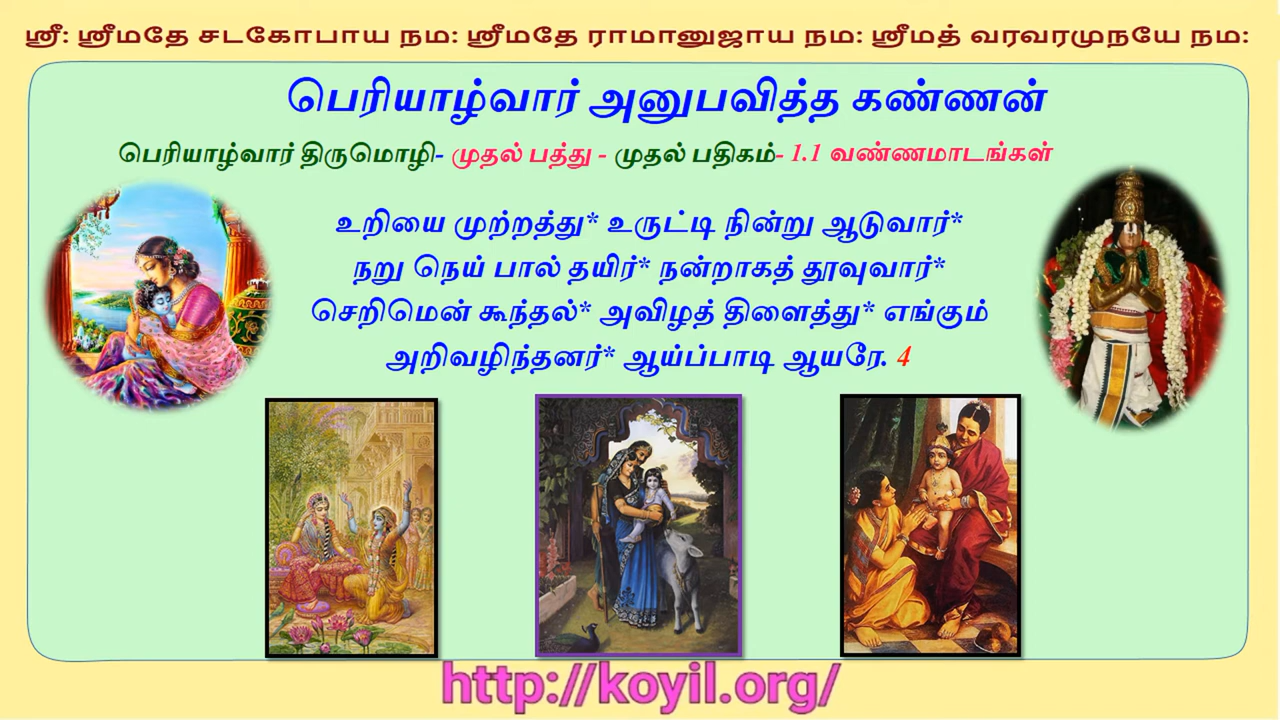 ஸ்ரீ: ஸ்ரீமதே சடகோபாய நம: ஸ்ரீமதே ராமானுஜாய நம: ஸ்ரீமத் வரவரமுநயே நம:
பெரியாழ்வார் அனுபவித்த கண்ணன்
பெரியாழ்வார் திருமொழி- முதல் பத்து - முதல் பதிகம்- 1.1 வண்ணமாடங்கள்
உறியை முற்றத்து* உருட்டி நின்று ஆடுவார்*
நறு நெய் பால் தயிர்* நன்றாகத் தூவுவார்*
செறிமென் கூந்தல்* அவிழத் திளைத்து* எங்கும்
அறிவழிந்தனர்* ஆய்ப்பாடி ஆயரே. 4
http://koyil.org/